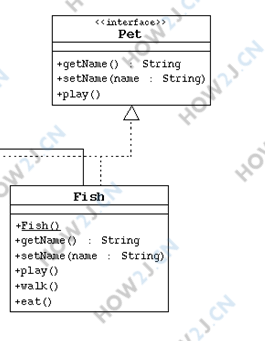 <<interface>>
Pet
+getName() : String
+setName(name : String)
+play()
Fish
+Fish()
+getName() : String
+setName(name : String)
+play()
+walk()
+eat()
HOW2J.CN
HOW2J.CN
HOW2J.CN
HOW2J.CN
HOW2J.CN